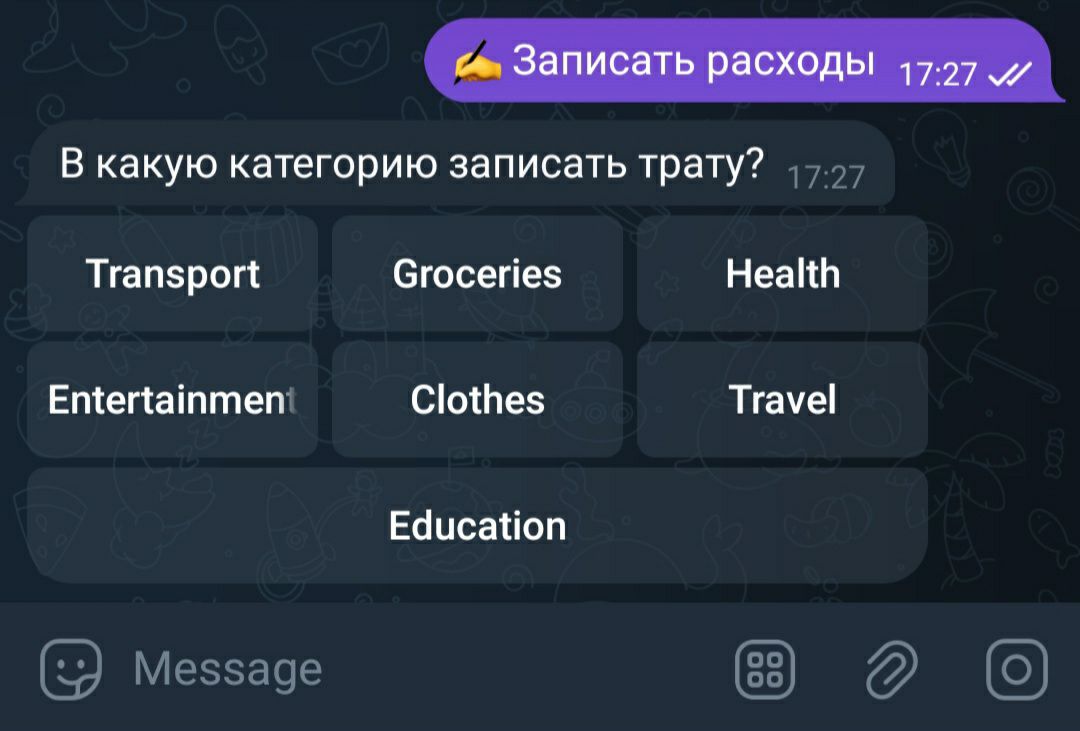 ✍️ Записать расходы 17:27
В какую категорию записать трату? 17:27
Transport Groceries Health
Entertainment Clothes Travel
Education
Message